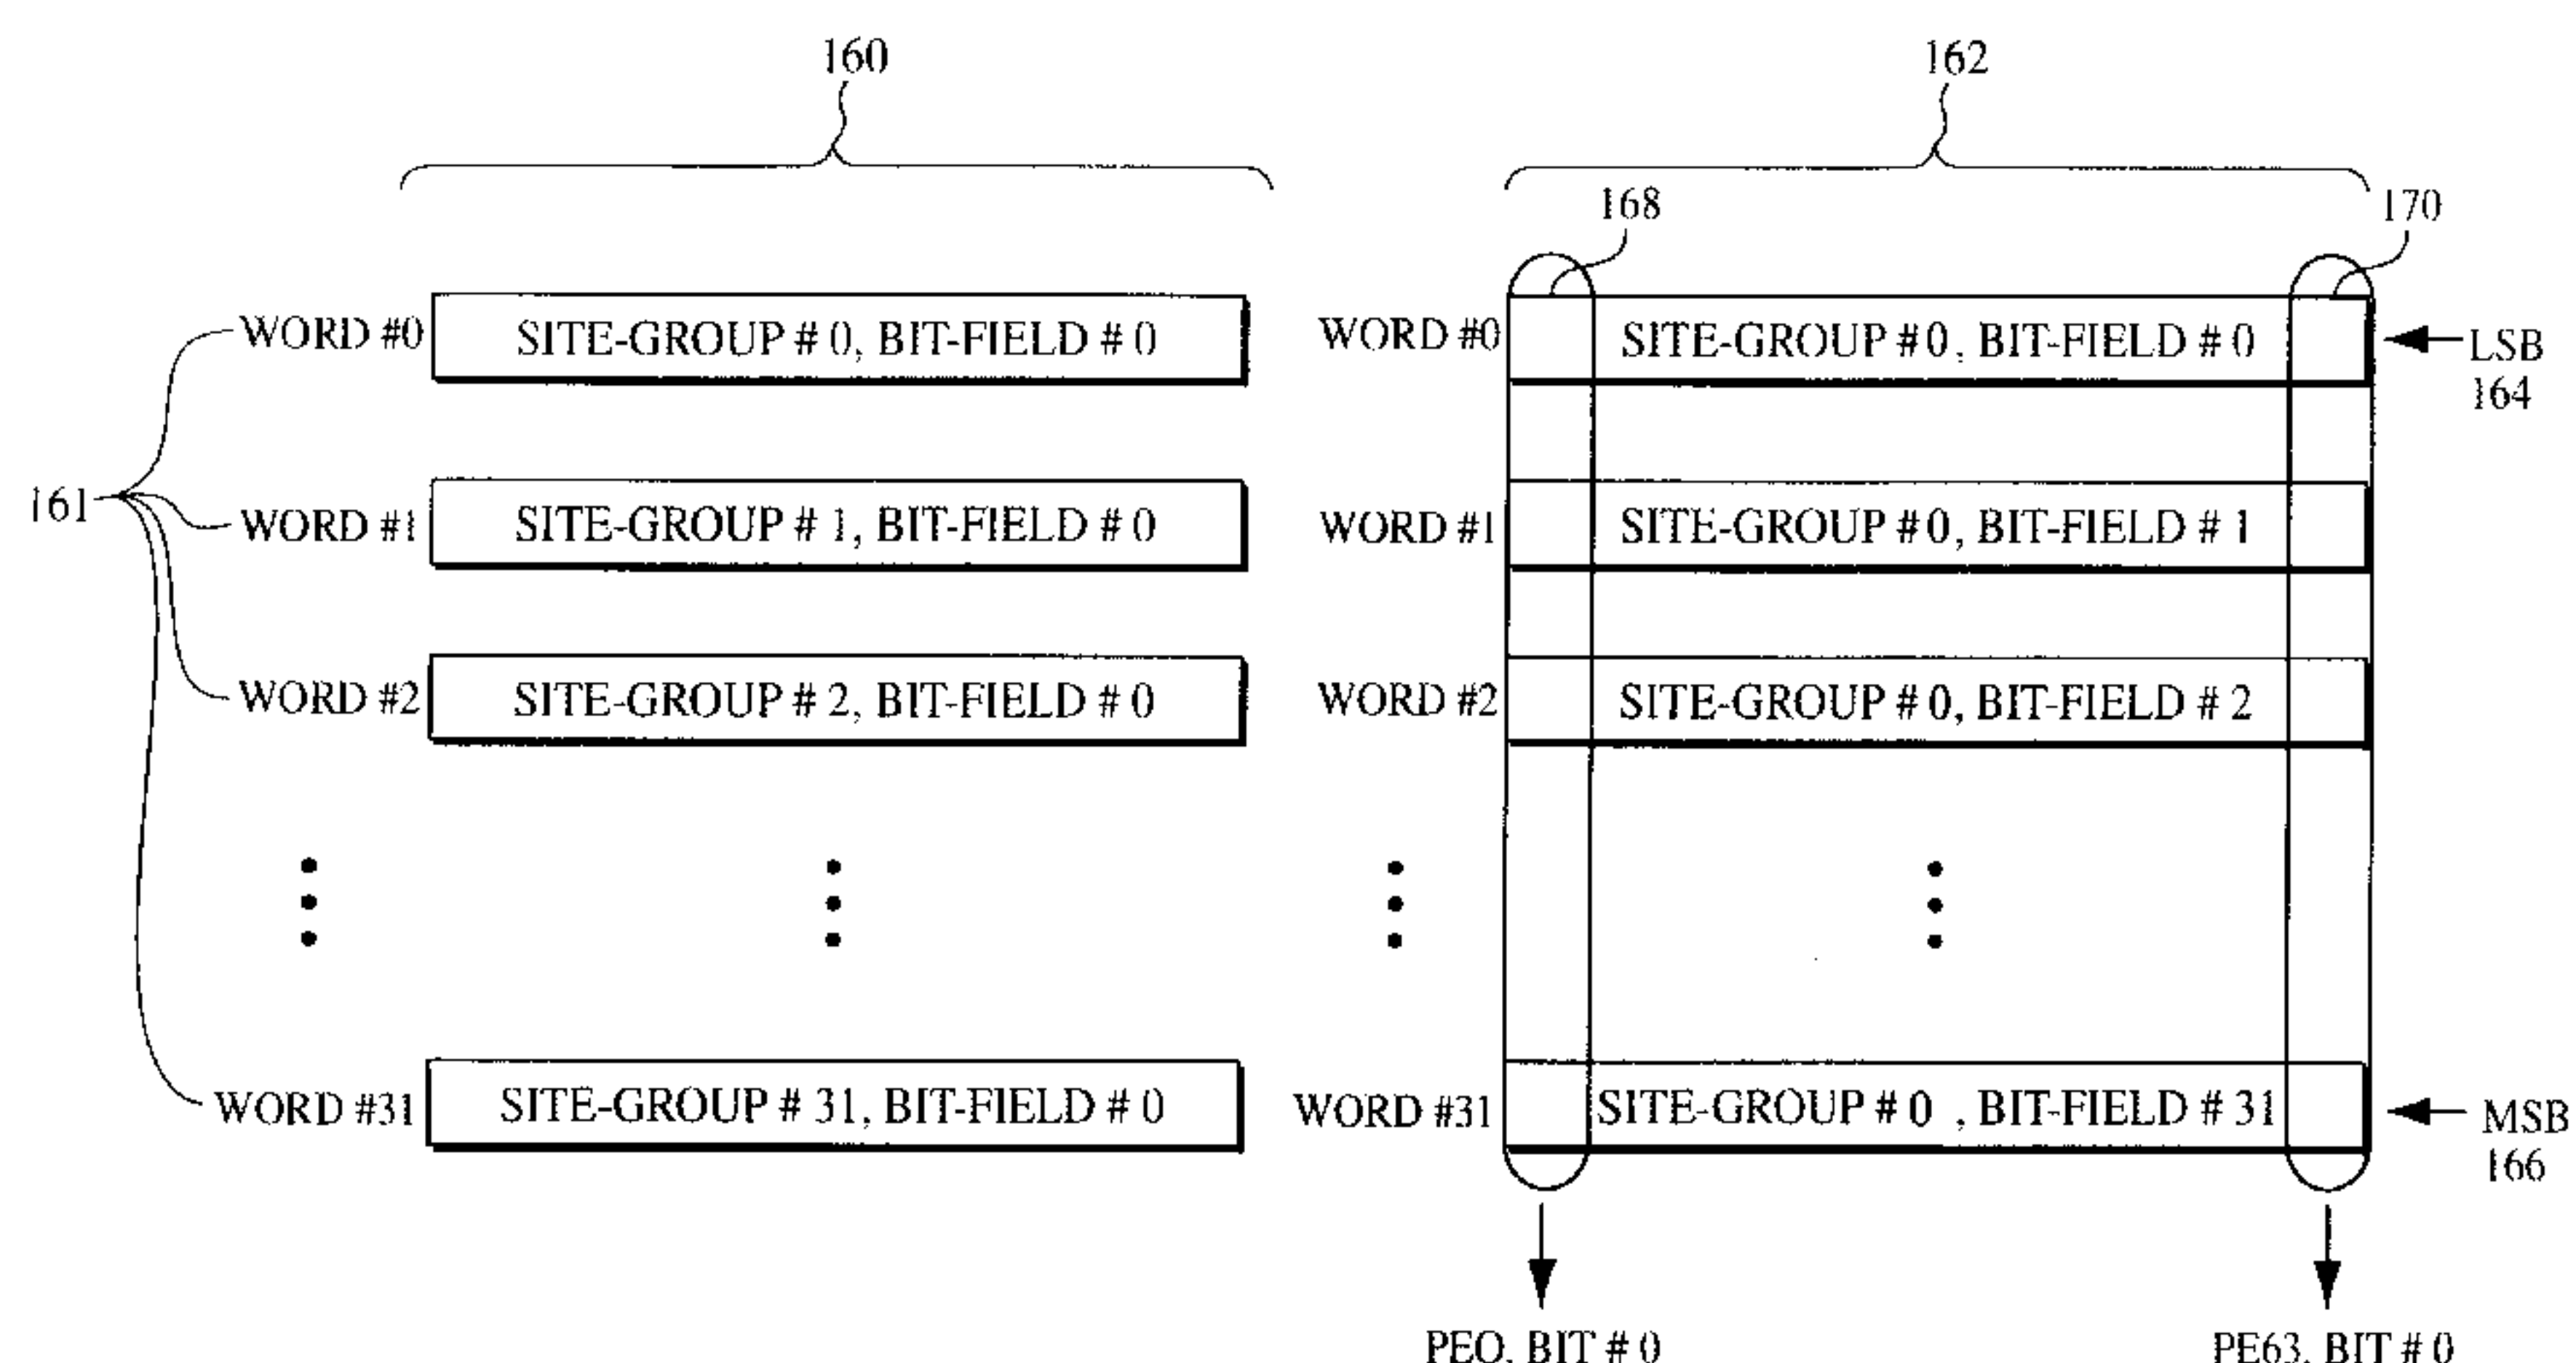 160
162
168
170
WORD #0
SITE-GROUP # 0, BIT-FIELD # 0
WORD #0
SITE-GROUP # 0, BIT-FIELD # 0
LSB
164
161
WORD #1
SITE-GROUP # 1, BIT-FIELD # 0
WORD #1
SITE-GROUP # 0, BIT-FIELD # 1
WORD #2
SITE-GROUP # 2, BIT-FIELD # 0
WORD #2
SITE-GROUP # 0, BIT-FIELD # 2
WORD #31
SITE-GROUP # 31, BIT-FIELD # 0
WORD #31
SITE-GROUP # 0 , BIT-FIELD # 31
MSB
166
PEO, BIT # 0
PE63, BIT # 0